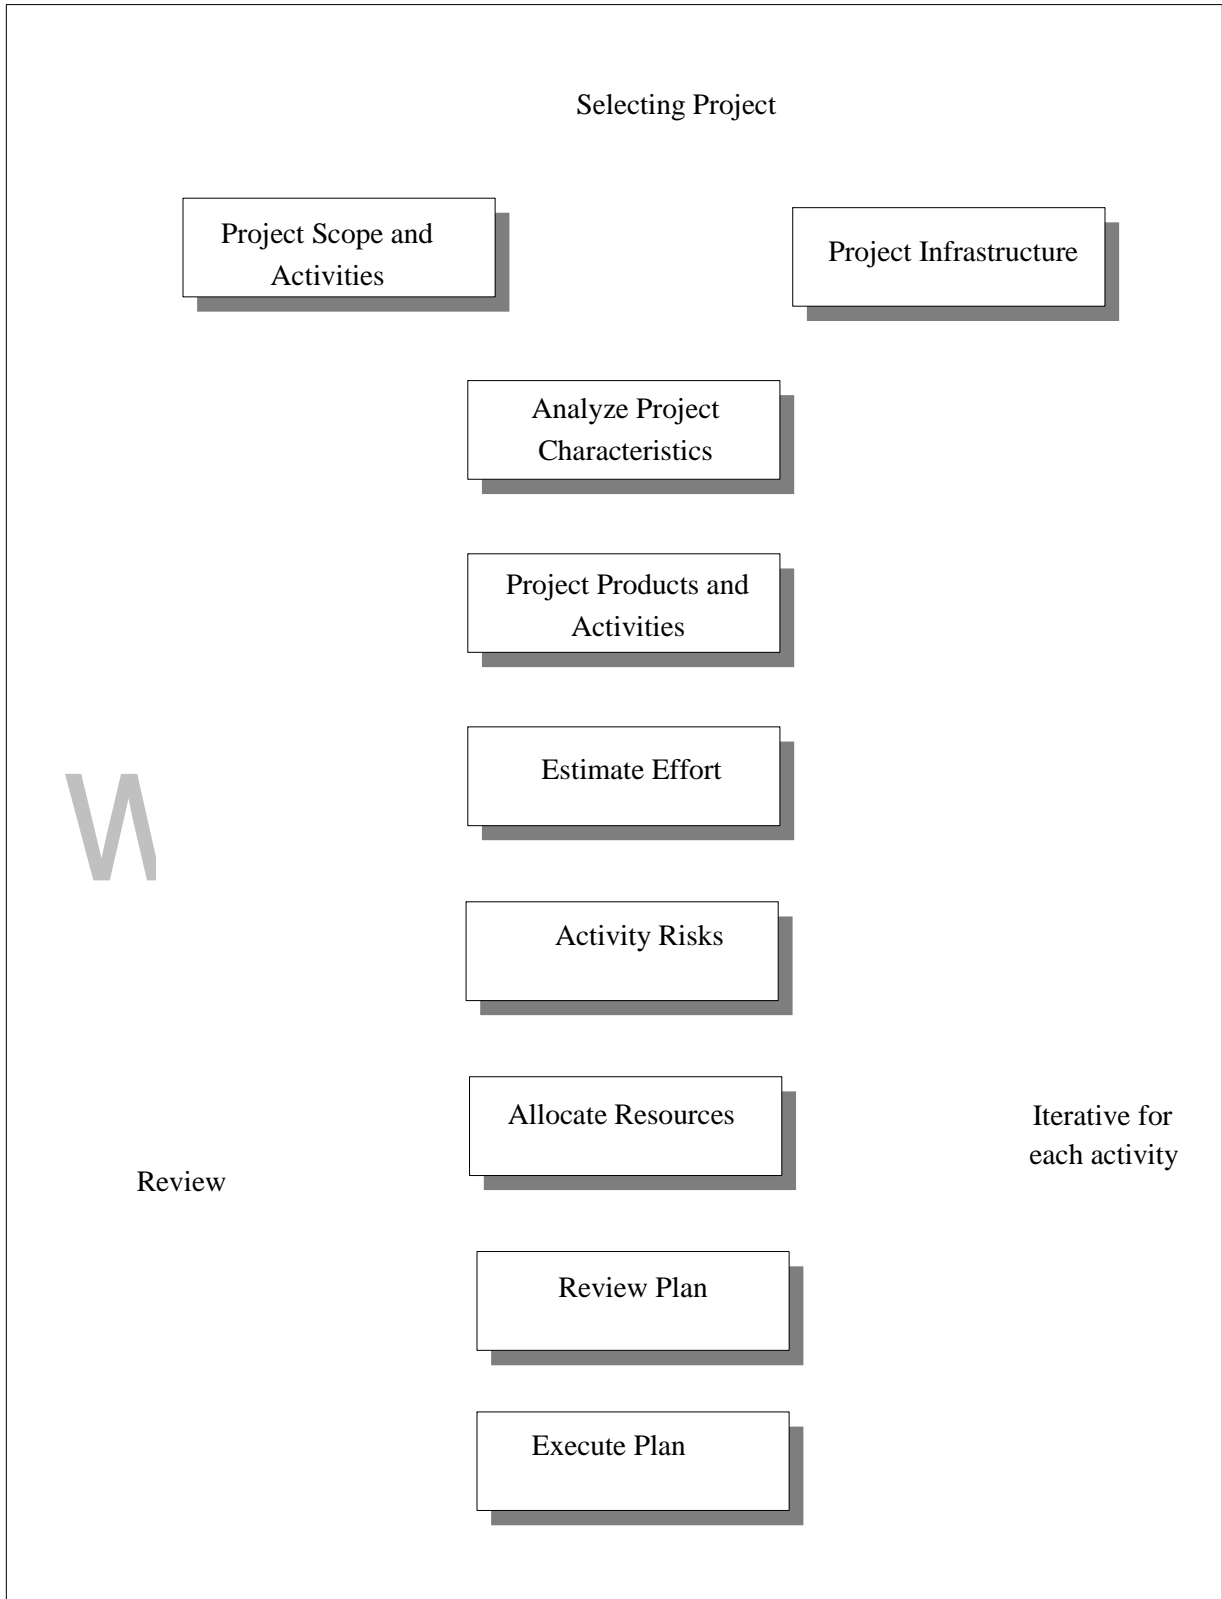 Selecting Project
Project Scope and
Activities
Project Infrastructure
Analyze Project
Characteristics
Project Products and
Activities
Estimate Effort
W
Activity Risks
Allocate Resources
Iterative for
each activity
Review
Review Plan
Execute Plan